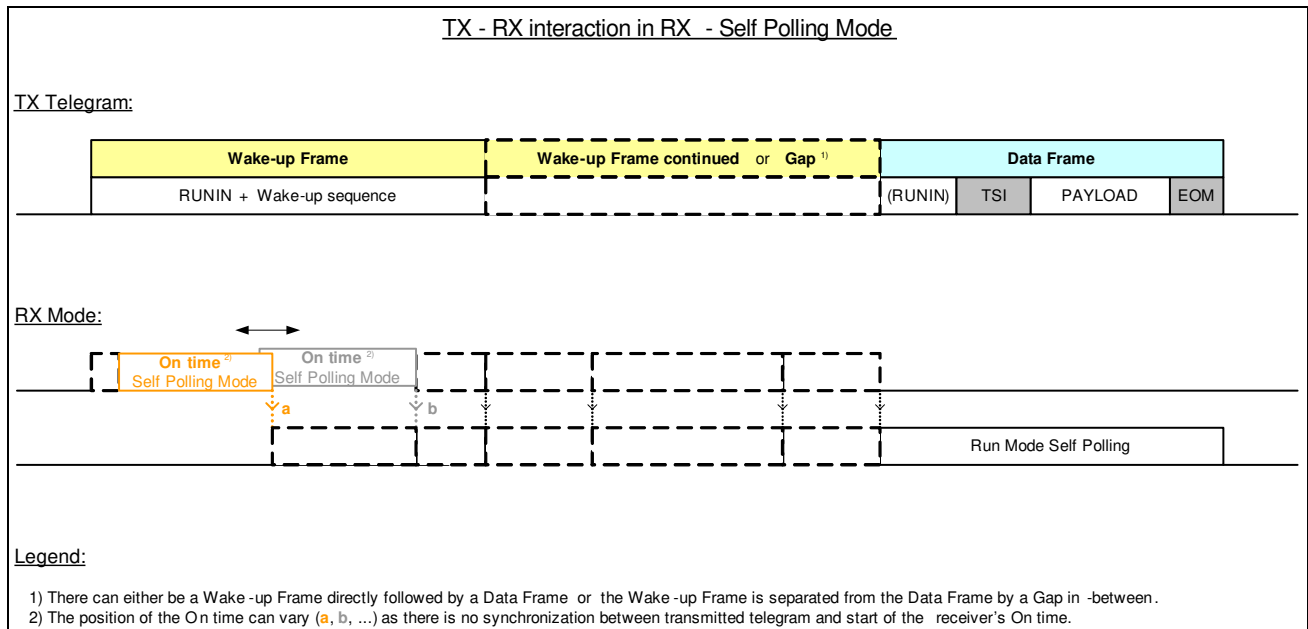 TX - RX interaction in RX - Self Polling Mode
TX Telegram:
Wake-up Frame
Wake-up Frame continued or Gap 1)
Data Frame
RUNIN + Wake-up sequence
(RUNIN)
TSI
PAYLOAD
EOM
RX Mode:
On time 2)
Self Polling Mode
On time 2)
Self Polling Mode
a
b
Run Mode Self Polling
Legend:
1) There can either be a Wake -up Frame directly followed by a Data Frame or the Wake -up Frame is separated from the Data Frame by a Gap in -between.
2) The position of the On time can vary (a, b, ...) as there is no synchronization between transmitted telegram and start of the receiver's On time.